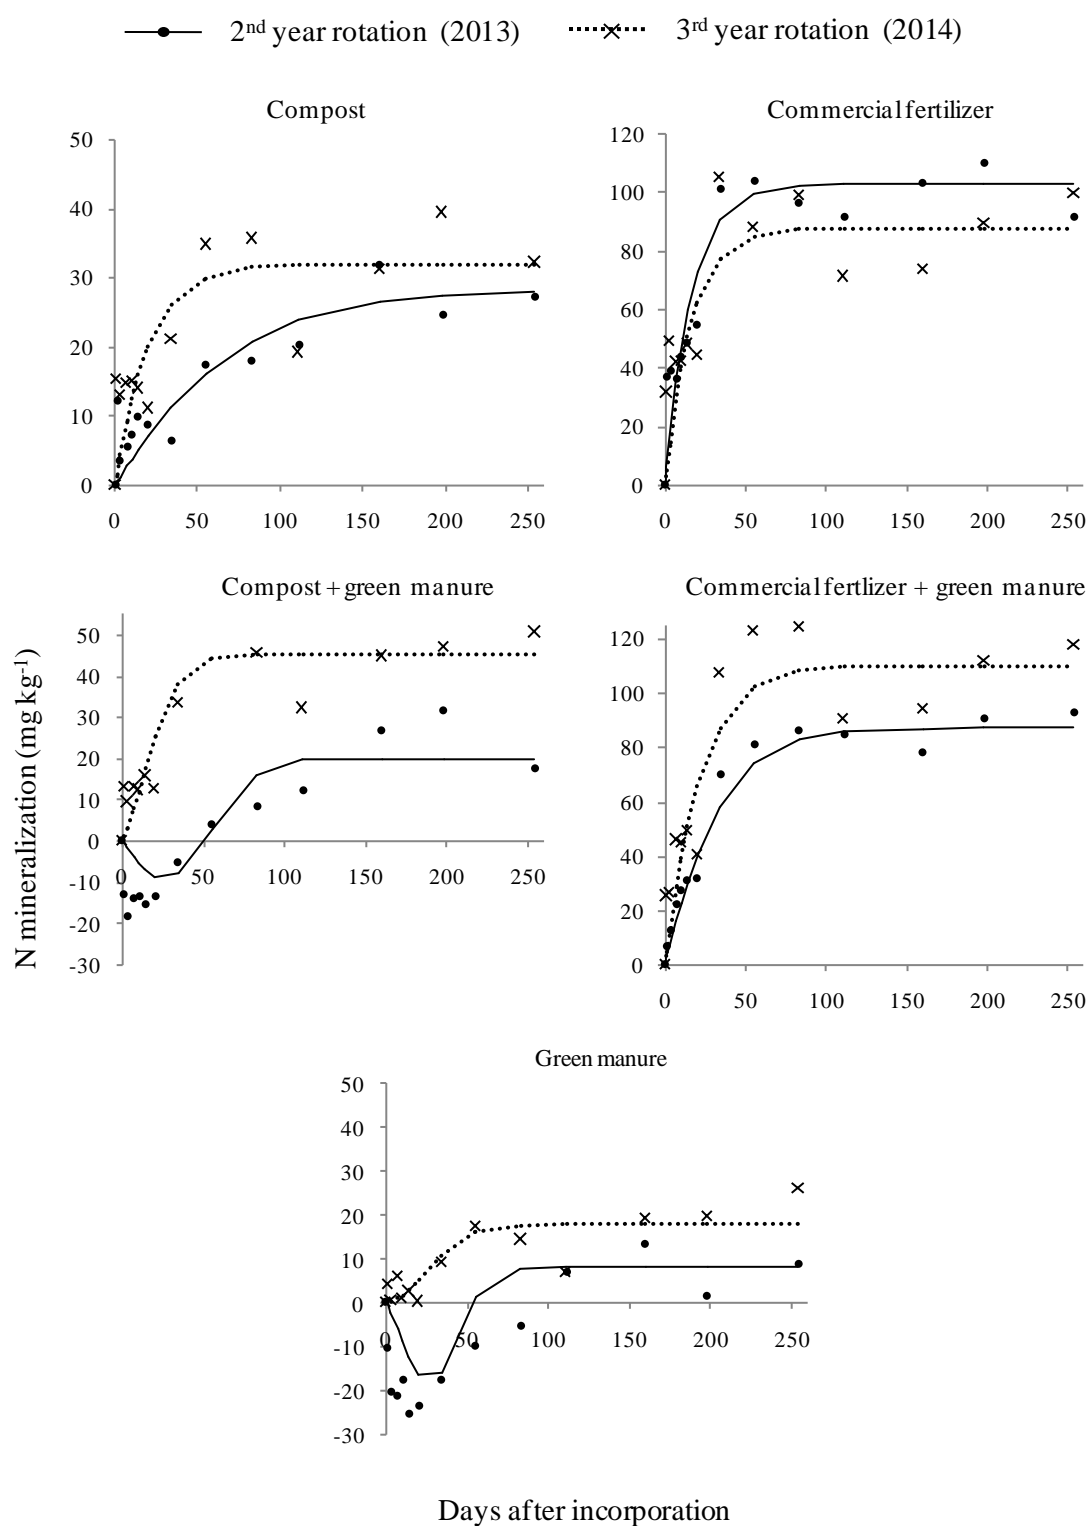 2nd year rotation (2013) 3rd year rotation (2014)
Compost
50
40
30
20
10
0
0 50 100 150 200 250
Commercial fertilizer
120
100
80
60
40
20
0
0 50 100 150 200 250
Compost + green manure
50
40
30
20
10
0
-10
-20
-30
0 50 100 150 200 250
Commercial fertlizer + green manure
120
100
80
60
40
20
0
0 50 100 150 200 250
N mineralization (mg kg-1)
Green manure
50
40
30
20
10
0
-10
-20
-30
0 50 100 150 200 250
Days after incorporation